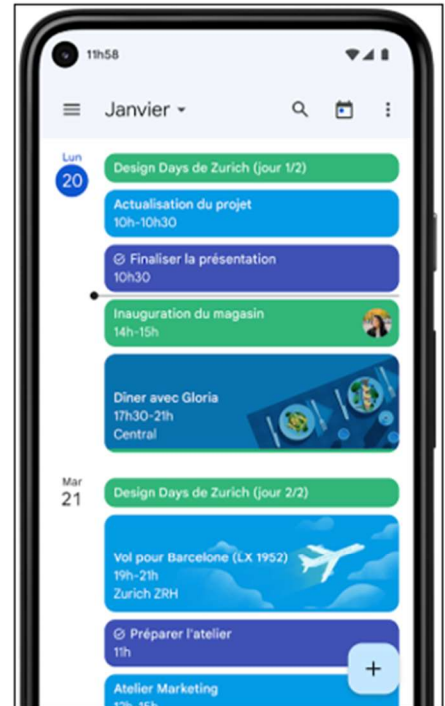 11h58
Janvier
Lun
20
Design Days de Zurich (jour 1/2)
Actualisation du projet
10h-10h30
Finaliser la présentation
10h30
Inauguration du magasin
14h-15h
Dîner avec Gloria
17h30-21h
Central
Mar
21
Design Days de Zurich (jour 2/2)
Vol pour Barcelone (LX 1952)
19h-21h
Zurich ZRH
Préparer l'atelier
11h
Atelier Marketing